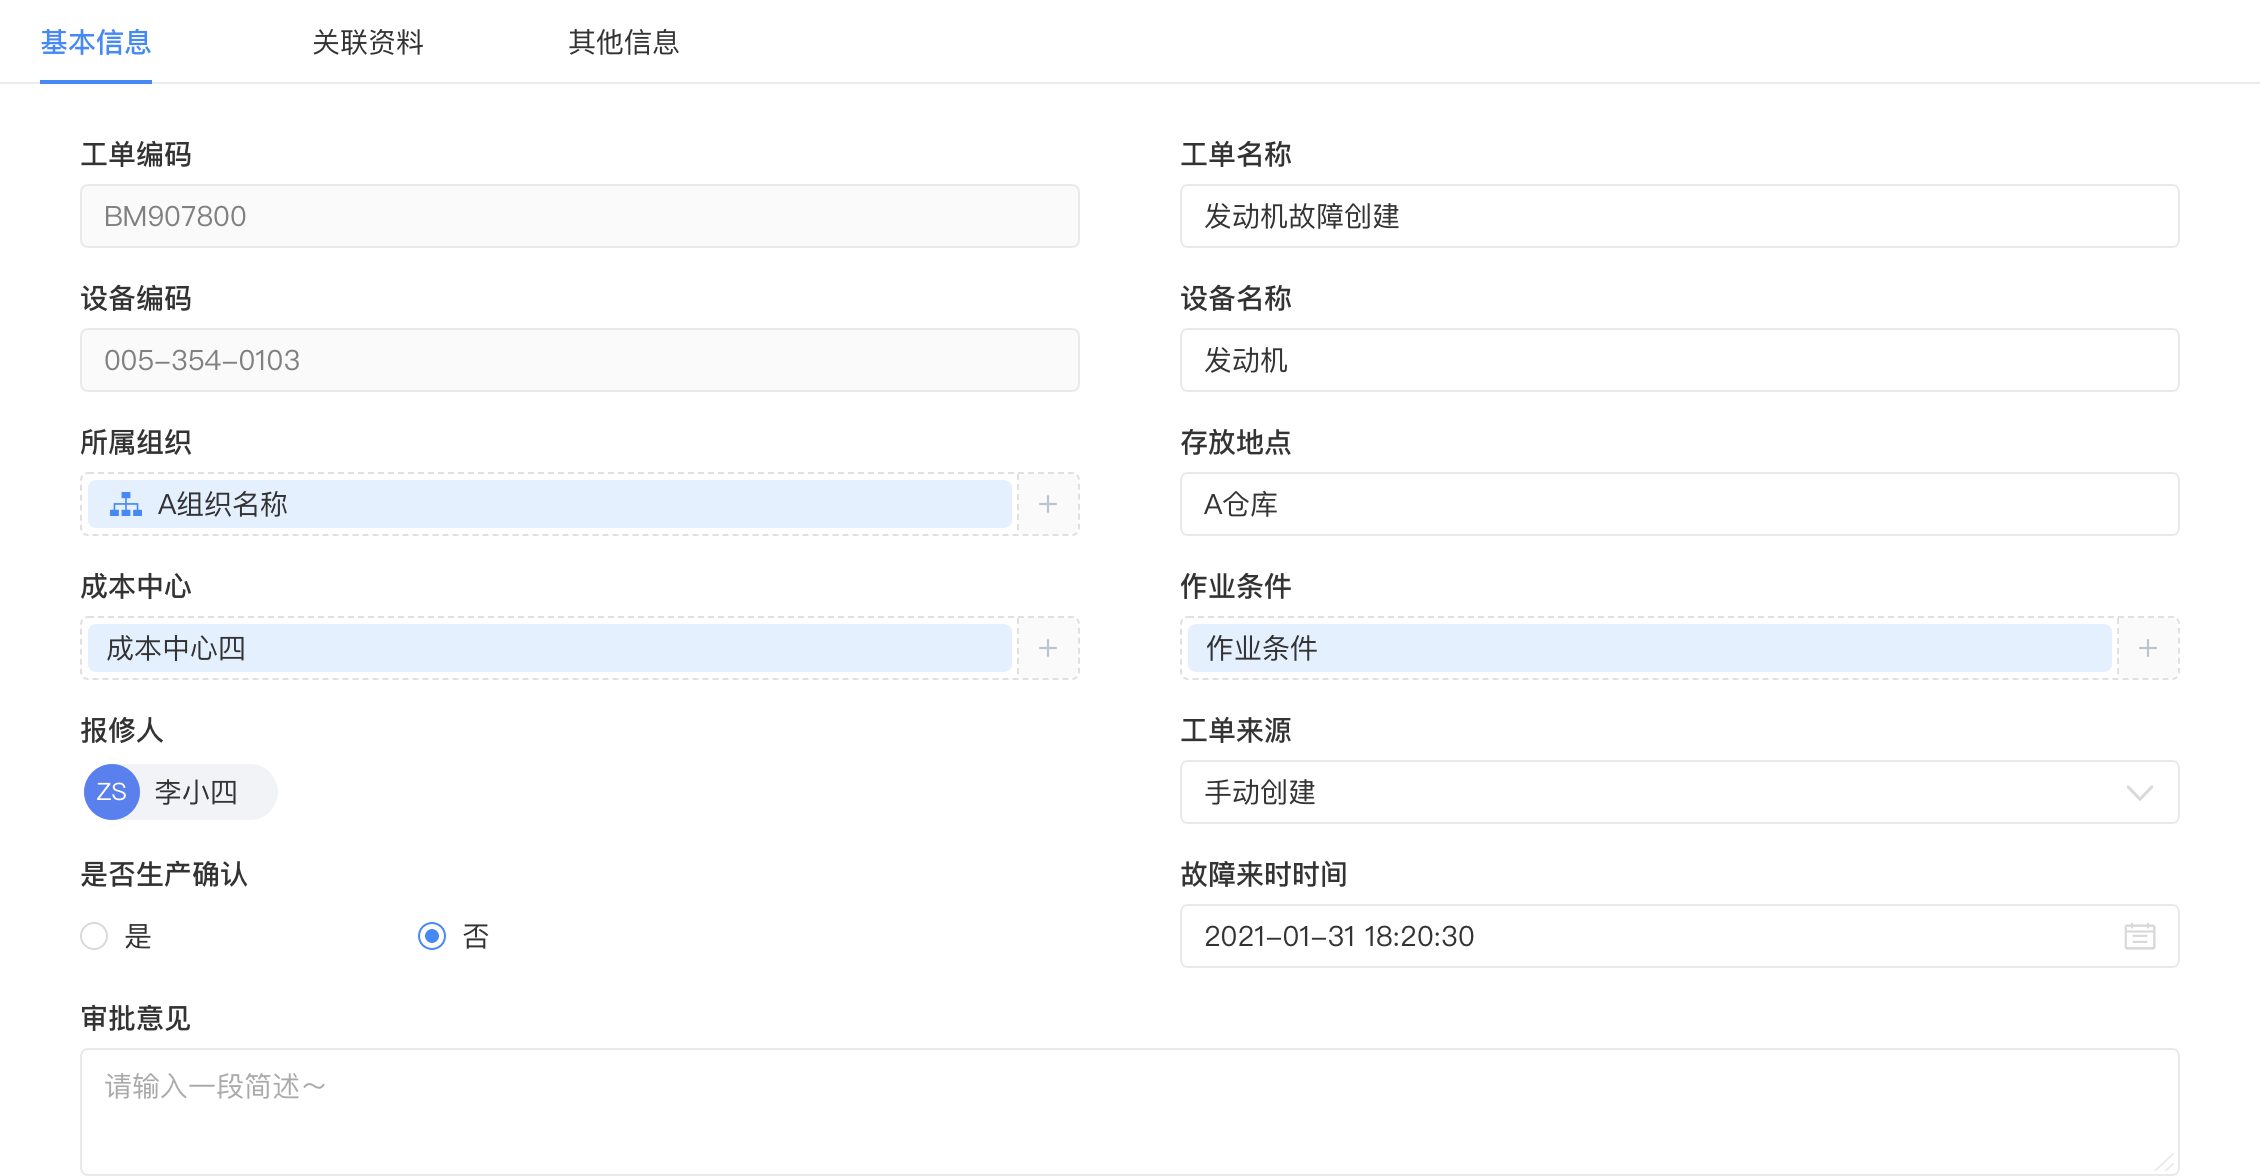 基本信息 关联资料 其他信息
工单编码 工单名称
BM907800 发动机故障创建
设备编码 设备名称
005-354-0103 发动机
所属组织 存放地点
A组织名称 A仓库
成本中心 作业条件
成本中心四 作业条件
报修人 工单来源
ZS 李小四 手动创建
是否生产确认 故障来时时间
是 否 2021-01-31 18:20:30
审批意见
请输入一段简述～